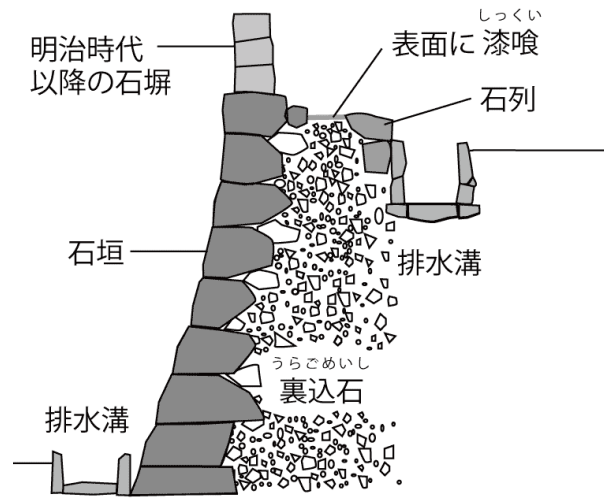 しっくい
表面に 漆喰
明治時代
以降の石塀
石列
石垣
排水溝
うらごめいし
裏込石
排水溝